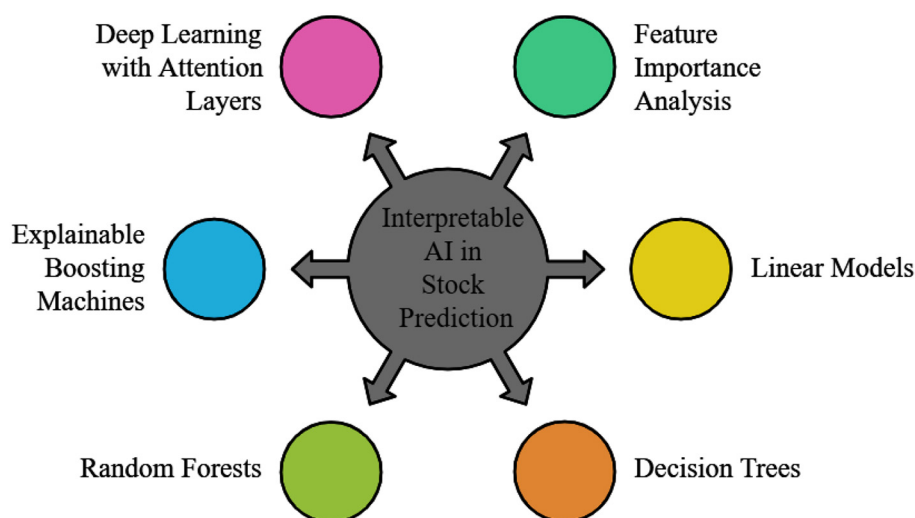 Deep Learning
with Attention
Layers
Feature
Importance
Analysis
Explainable
Boosting
Machines
Interpretable
AI in
Stock
Prediction
Linear Models
Random Forests
Decision Trees